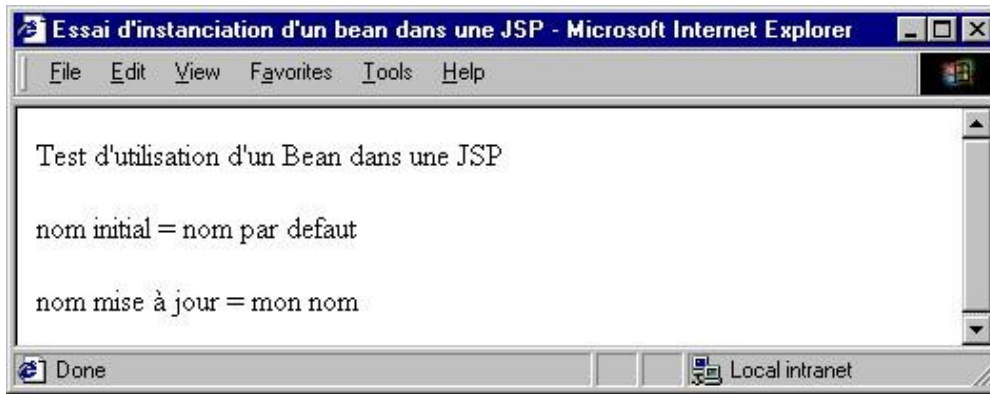 Essai d'instanciation d'un bean dans une JSP - Microsoft Internet Explorer
File Edit View Favorites Tools Help
Test d'utilisation d'un Bean dans une JSP
nom initial = nom par defaut
nom mise à jour = mon nom
Done Local intranet